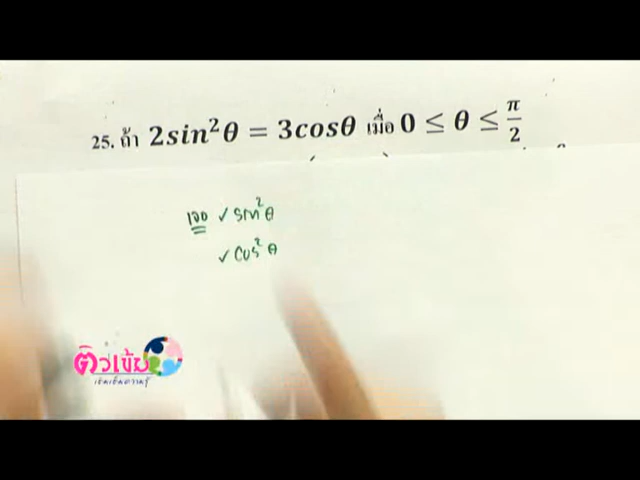 25. ถ้า 2sin²θ = 3cosθ เมื่อ 0 ≤ θ ≤ π/2
เจอ ✓ sin²θ
✓ cos²θ
ติวเข้ม